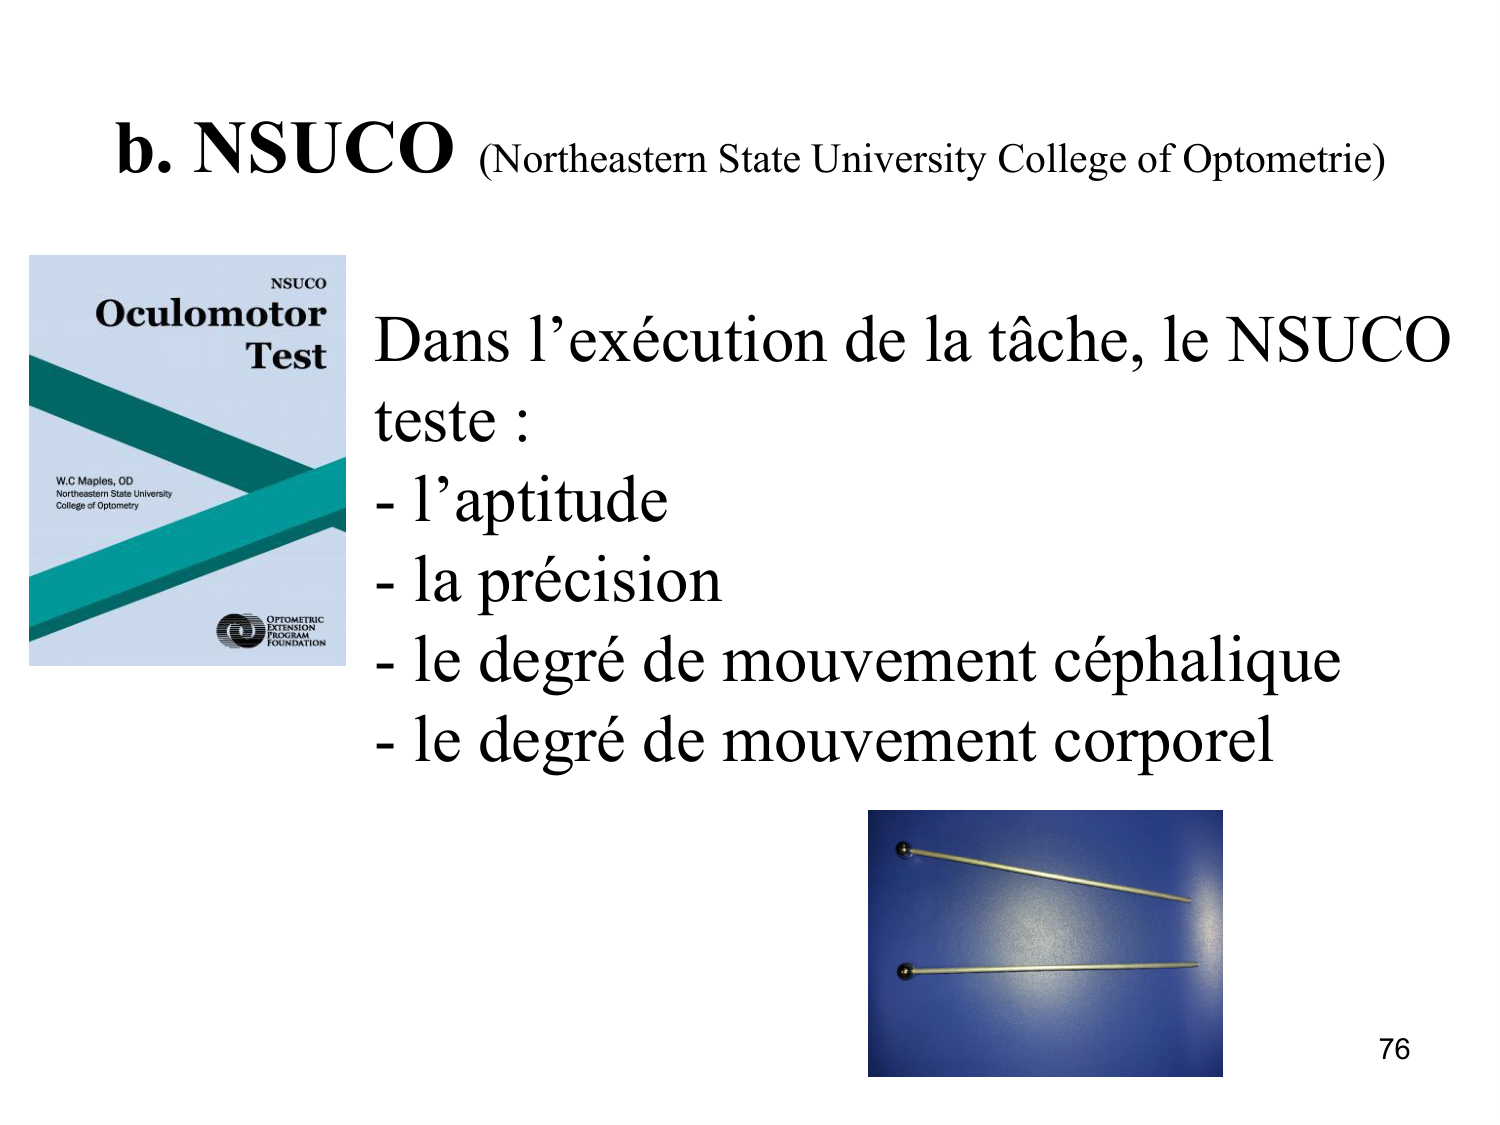 b. NSUCO (Northeastern State University College of Optometrie)
NSUCO
Oculomotor
Test
W.C Maples, OD
Northeastern State University
College of Optometry
OPTOMETRIC
EXTENSION
PROGRAM
FOUNDATION
Dans l’exécution de la tâche, le NSUCO
teste :
- l’aptitude
- la précision
- le degré de mouvement céphalique
- le degré de mouvement corporel
76